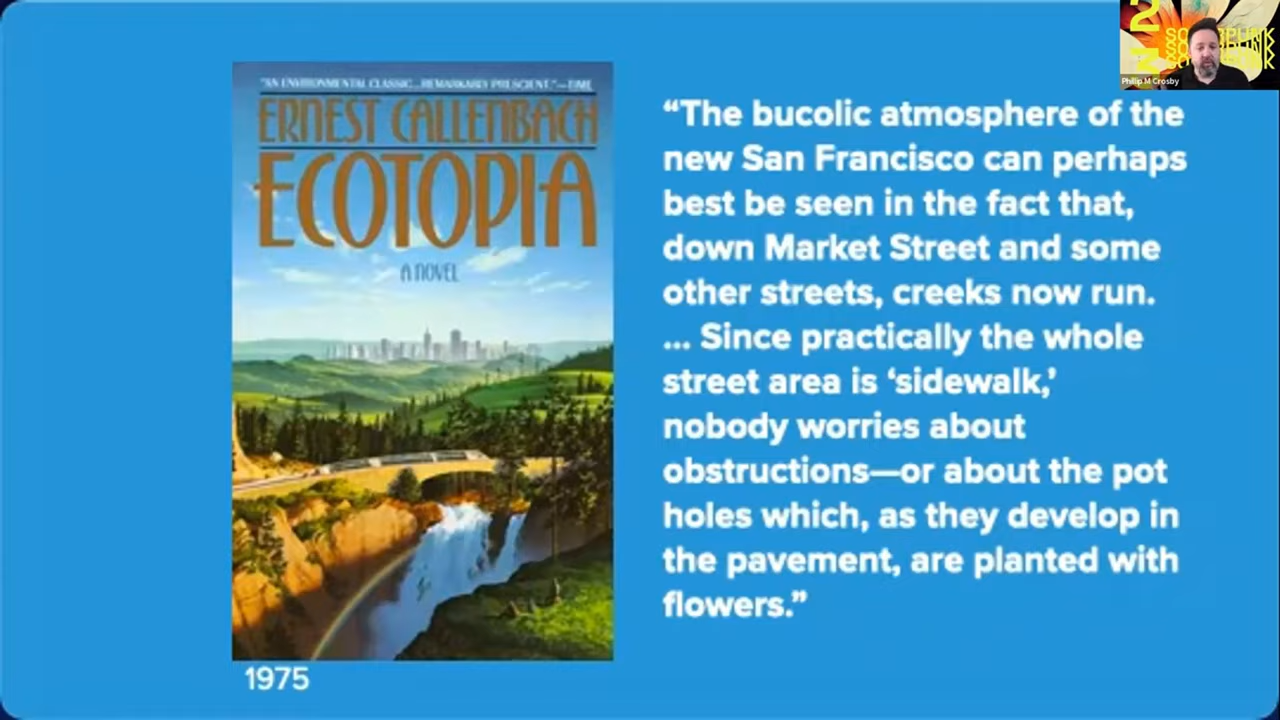 "AN ENVIRONMENTAL CLASSIC...REMARKABLY PRESCIENT."—TIME
ERNEST CALLENBACH
ECOTOPIA
A NOVEL
1975
“The bucolic atmosphere of the
new San Francisco can perhaps
best be seen in the fact that,
down Market Street and some
other streets, creeks now run.
... Since practically the whole
street area is ‘sidewalk,’
nobody worries about
obstructions—or about the pot
holes which, as they develop in
the pavement, are planted with
flowers.”
Philip M Crosby